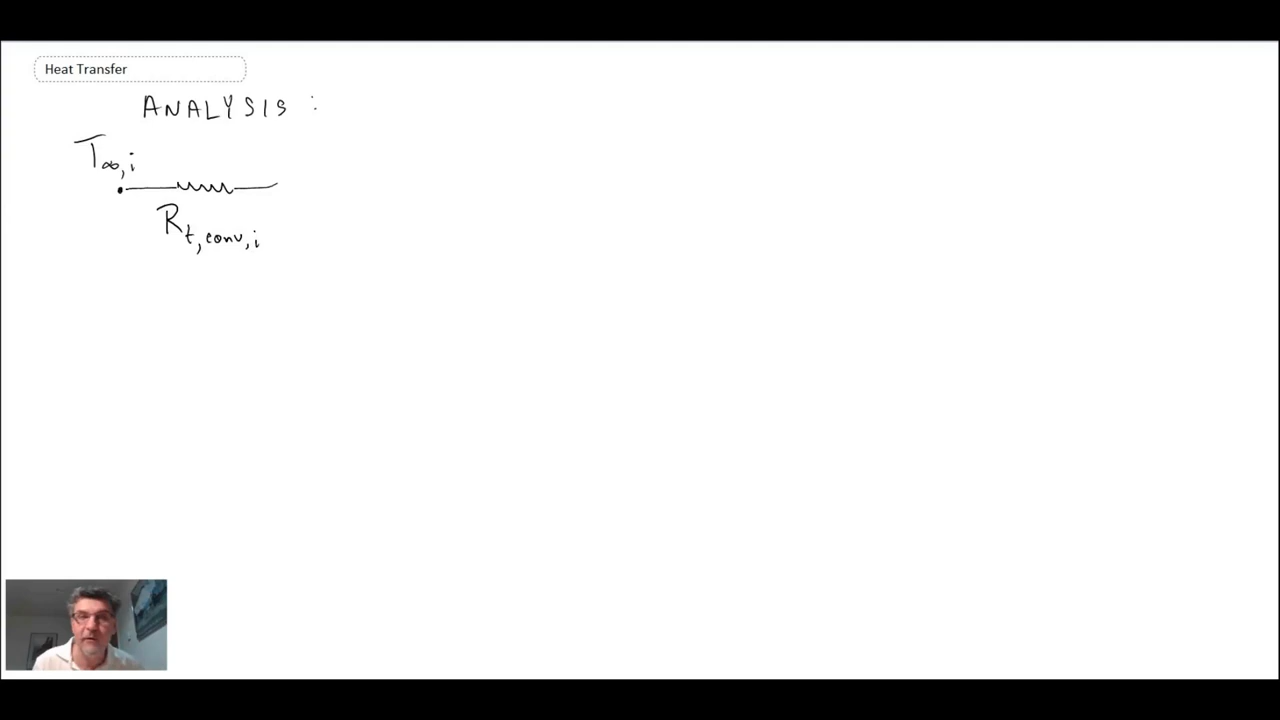 Heat Transfer
ANALYSIS :
T∞,i
Rt,conv,i